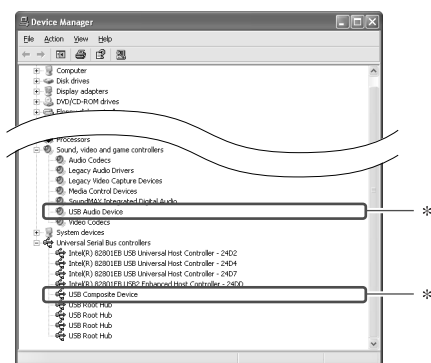 Device Manager
File Action View Help
Computer
Disk drives
Display adapters
DVD/CD-ROM drives
Processors
Sound, video and game controllers
Audio Codecs
Legacy Audio Drivers
Legacy Video Capture Devices
Media Control Devices
SoundMAX Integrated Digital Audio
USB Audio Device *
Video Codecs
System devices
Universal Serial Bus controllers
Intel(R) 82801EB USB Universal Host Controller - 24D2
Intel(R) 82801EB USB Universal Host Controller - 24D4
Intel(R) 82801EB USB Universal Host Controller - 24D7
Intel(R) 82801EB USB2 Enhanced Host Controller - 24DD
USB Composite Device *
USB Root Hub
USB Root Hub
USB Root Hub
USB Root Hub